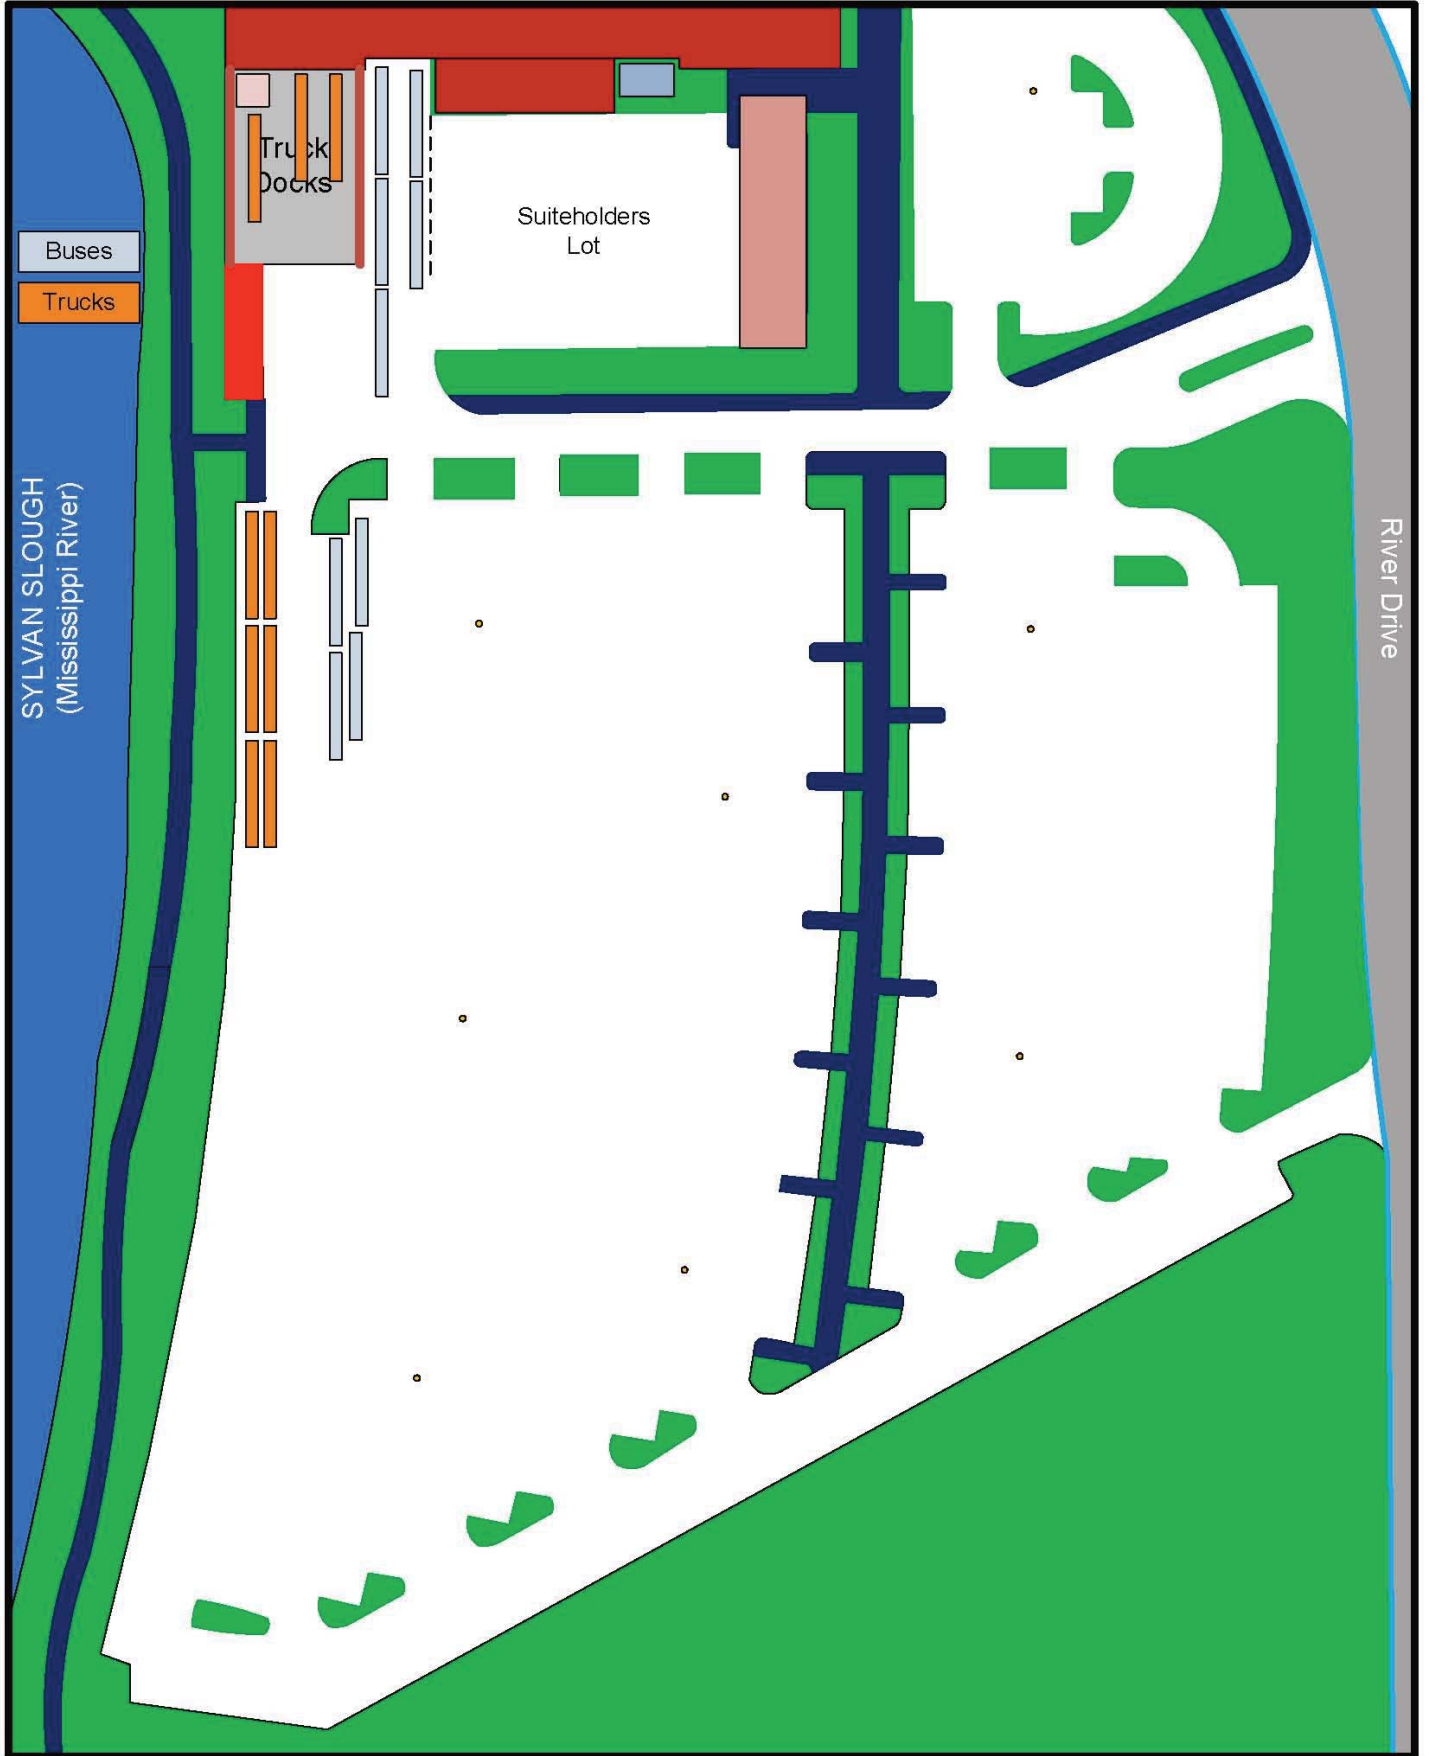 Truck
Docks
Suiteholders
Lot
Buses
Trucks
SYLVAN SLOUGH
(Mississippi River)
River Drive